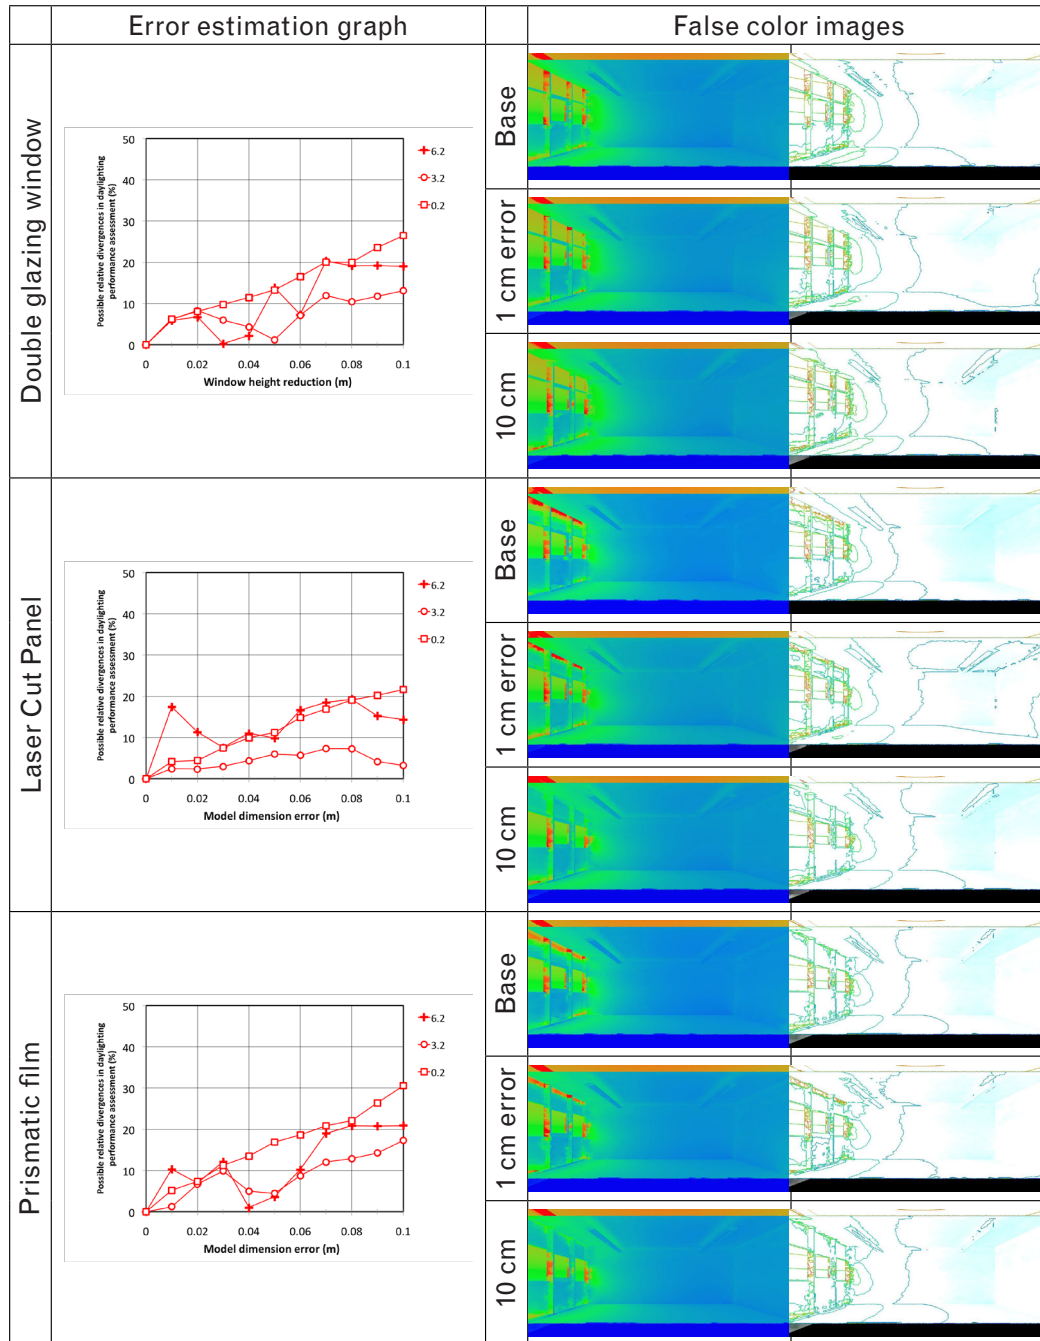 Error estimation graph
False color images
Double glazing window
Possible relative divergences in daylighting
performance assessment (%)
50
40
30
20
10
0
0 0.02 0.04 0.06 0.08 0.1
Window height reduction (m)
6.2
3.2
0.2
Base
1 cm error
10 cm
Laser Cut Panel
Possible relative divergences in daylighting
performance assessment (%)
50
40
30
20
10
0
0 0.02 0.04 0.06 0.08 0.1
Model dimension error (m)
6.2
3.2
0.2
Base
1 cm error
10 cm
Prismatic film
Possible relative divergences in daylighting
performance assessment (%)
50
40
30
20
10
0
0 0.02 0.04 0.06 0.08 0.1
Model dimension error (m)
6.2
3.2
0.2
Base
1 cm error
10 cm